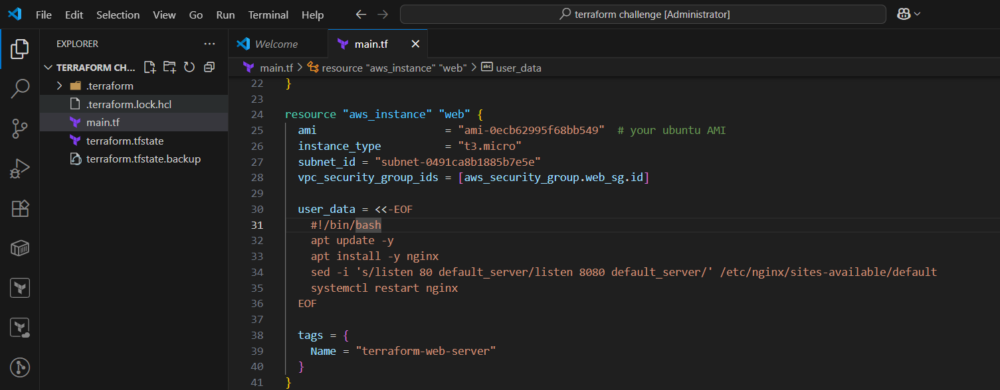 File Edit Selection View Go Run Terminal Help
terraform challenge [Administrator]
EXPLORER
TERRAFORM CH...
.terraform
.terraform.lock.hcl
main.tf
terraform.tfstate
terraform.tfstate.backup
Welcome
main.tf
main.tf > resource "aws_instance" "web" > abc user_data
22 }
23
24 resource "aws_instance" "web" {
25   ami                    = "ami-0ecb62995f68bb549"  # your ubuntu AMI
26   instance_type          = "t3.micro"
27   subnet_id = "subnet-0491ca8b1885b7e5e"
28   vpc_security_group_ids = [aws_security_group.web_sg.id]
29
30   user_data = <<-EOF
31     #!/bin/bash
32     apt update -y
33     apt install -y nginx
34     sed -i 's/listen 80 default_server/listen 8080 default_server/' /etc/nginx/sites-available/default
35     systemctl restart nginx
36   EOF
37
38   tags = {
39     Name = "terraform-web-server"
40   }
41 }